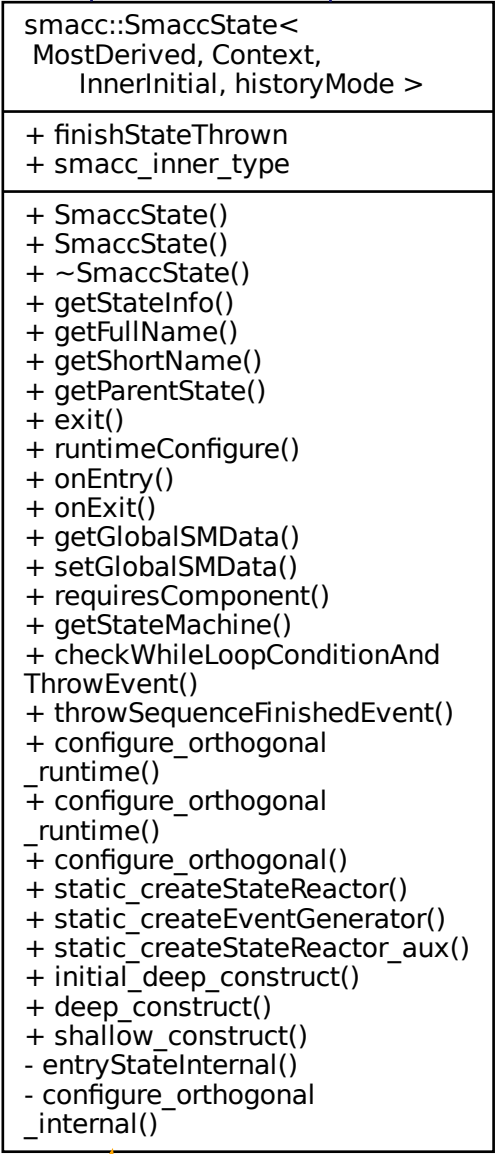 smacc::SmaccState<
MostDerived, Context,
InnerInitial, historyMode >
+ finishStateThrown
+ smacc_inner_type
+ SmaccState()
+ SmaccState()
+ ~SmaccState()
+ getStateInfo()
+ getFullName()
+ getShortName()
+ getParentState()
+ exit()
+ runtimeConfigure()
+ onEntry()
+ onExit()
+ getGlobalSMData()
+ setGlobalSMData()
+ requiresComponent()
+ getStateMachine()
+ checkWhileLoopConditionAnd
ThrowEvent()
+ throwSequenceFinishedEvent()
+ configure_orthogonal
_runtime()
+ configure_orthogonal
_runtime()
+ configure_orthogonal()
+ static_createStateReactor()
+ static_createEventGenerator()
+ static_createStateReactor_aux()
+ initial_deep_construct()
+ deep_construct()
+ shallow_construct()
- entryStateInternal()
- configure_orthogonal
_internal()